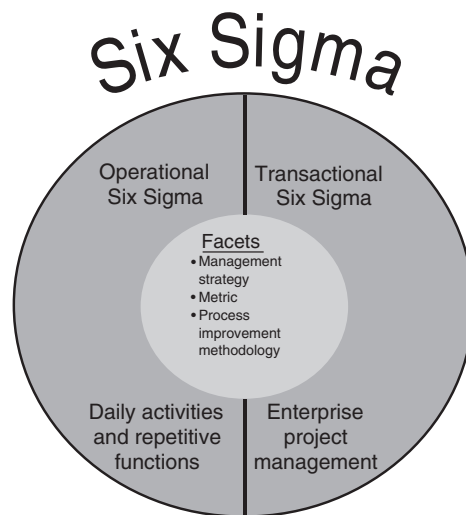 Six Sigma
Operational
Six Sigma
Transactional
Six Sigma
Facets
• Management
strategy
• Metric
• Process
improvement
methodology
Daily activities
and repetitive
functions
Enterprise
project
management